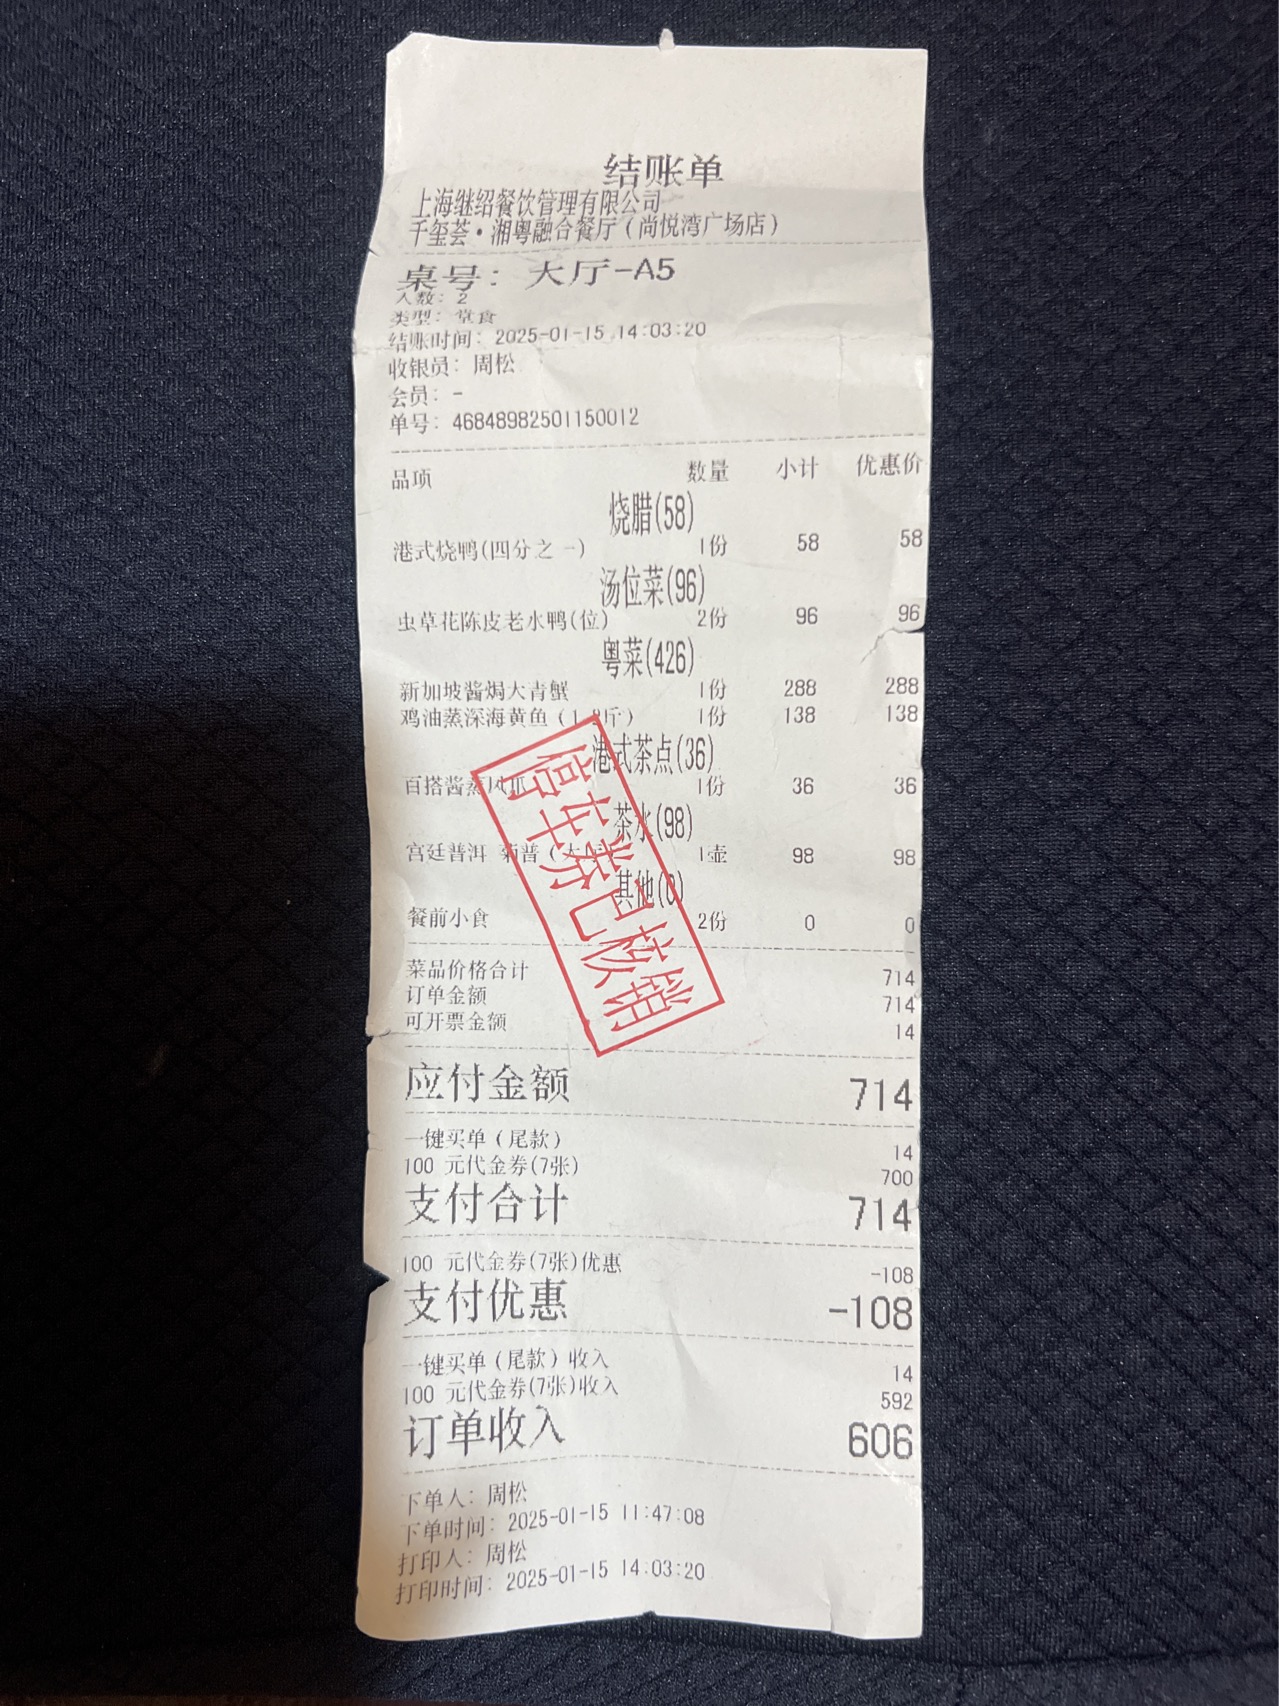 结账单
上海继绍餐饮管理有限公司
千玺荟·湘粤融合餐厅(尚悦湾广场店)
桌号: 大厅-A5
人数: 2
类型: 堂食
结账时间: 2025-01-15 14:03:20
收银员: 周松
会员: -
单号: 46848982501150012
品项 数量 小计 优惠价
烧腊(58)
港式烧鸭(四分之一) 1份 58 58
汤位菜(96)
虫草花陈皮老水鸭(位) 2份 96 96
粤菜(426)
新加坡酱焗大青蟹 1份 288 288
鸡油蒸深海黄鱼(1 2斤) 1份 138 138
港式茶点(36)
百搭酱蒸凤爪 1份 36 36
茶水(98)
宫廷普洱 菊普(大 1壶 98 98
其他(0)
餐前小食 2份 0 0
停车券已核销
菜品价格合计 714
订单金额 714
可开票金额 14
应付金额 714
一键买单(尾款) 14
100 元代金券(7张) 700
支付合计 714
100 元代金券(7张)优惠 -108
支付优惠 -108
一键买单(尾款)收入 14
100 元代金券(7张)收入 592
订单收入 606
下单人: 周松
下单时间: 2025-01-15 11:47:08
打印人: 周松
打印时间: 2025-01-15 14:03:20